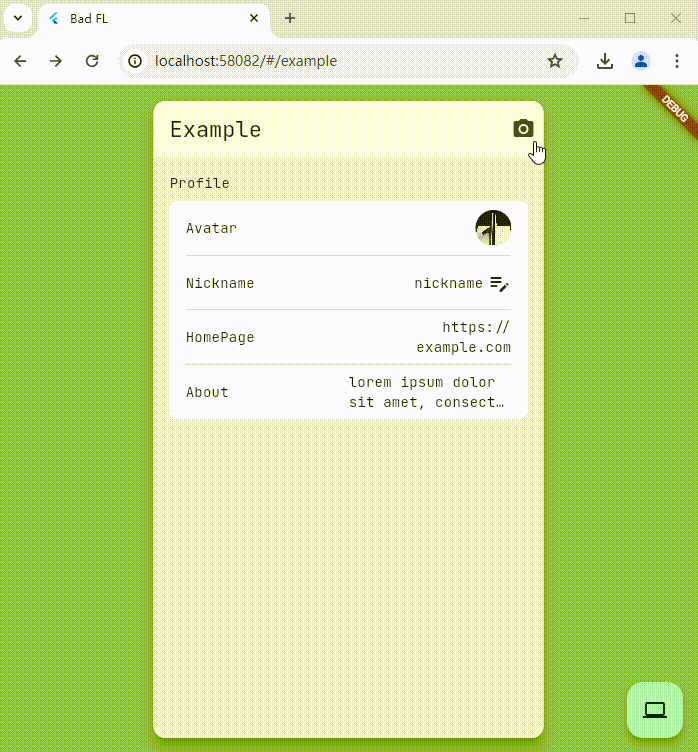 Bad FL
localhost:58082/#/example
DEBUG
Example
Profile
Avatar
Nickname
nickname
HomePage
https://
example.com
About
lorem ipsum dolor
sit amet, consect…